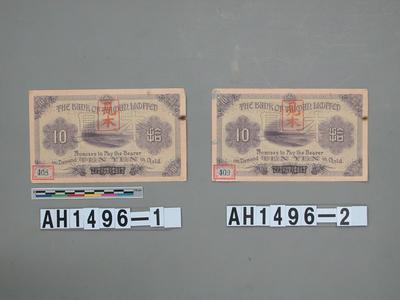 THE BANK OF TAIWAN LIMITED
見本
10 拾
Promises to Pay the Bearer
on Demand TEN YEN in Gold
408
AH1496-1
THE BANK OF TAIWAN LIMITED
見本
10 拾
Promises to Pay the Bearer
on Demand TEN YEN in Gold
409
AH1496-2